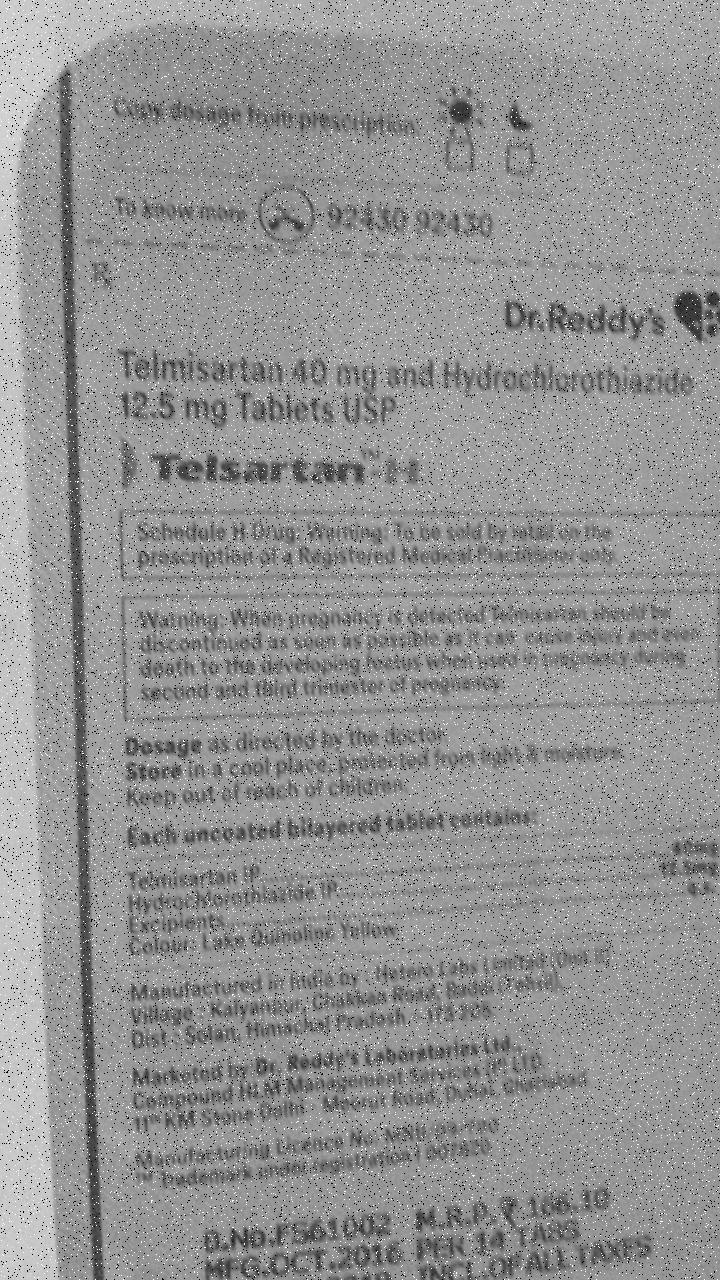 Copy dosage from prescription:
To know more 92430 92430
Rx
Dr.Reddy's
Telmisartan 40 mg and Hydrochlorothiazide
12.5 mg Tablets USP
Telsartan™-H
Schedule H Drug. Warning: To be sold by retail on the
prescription of a Registered Medical Practitioner only.
Warning: When pregnancy is detected Telmisartan should be
discontinued as soon as possible as it can cause injury and even
death to the developing foetus when used in pregnancy during
second and third trimester of pregnancy.
Dosage as directed by the doctor.
Store in a cool place, protected from light & moisture.
Keep out of reach of children.
Each uncoated bilayered tablet contains:
Telmisartan IP 40mg
Hydrochlorothiazide IP 12.5mg
Excipients
Colour: Lake Quinoline Yellow
Manufactured in India by : Hetero Labs Limited (Unit II)
Village : Kalyanpur, Chakkan Road, Baddi (Tehsil),
Dist : Solan, Himachal Pradesh - 173 205.
Marketed by Dr. Reddy's Laboratories Ltd.,
Management Services (P) LTD.
11th KM Stone Delhi - Meerut Road, Duhai, Ghaziabad
Manufacturing Licence No:
™ Trademark under registration
B.No.FS61002 M.R.P. ₹ 106.10
MFG.OCT.2016 PER 14 TABS
INCL.OF ALL TAXES